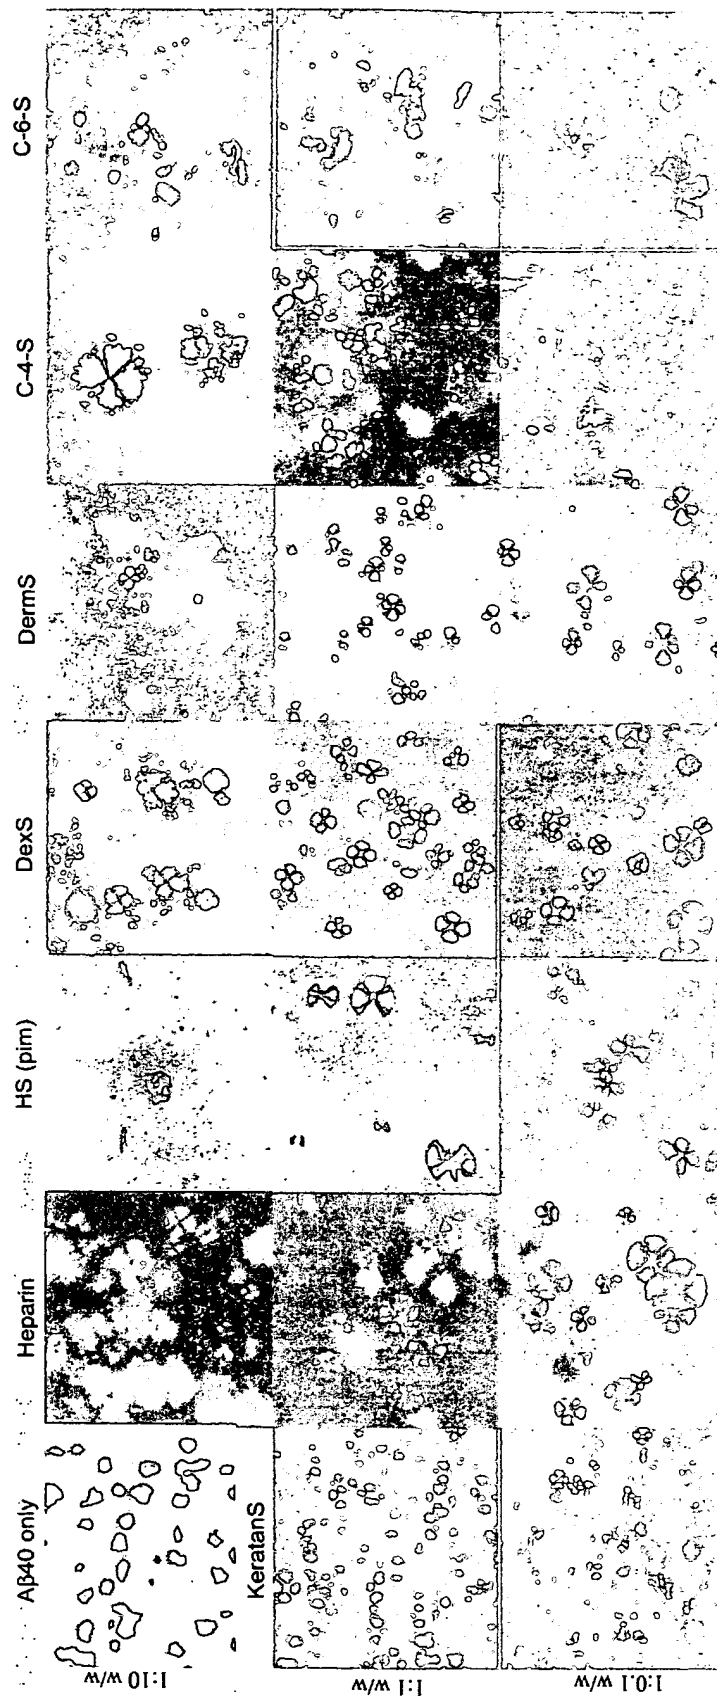 Aβ40 only
Heparin
HS (pim)
DexS
DermS
C-4-S
C-6-S
KeratanS
1:10 w/w
1:1 w/w
1:0.1 w/w